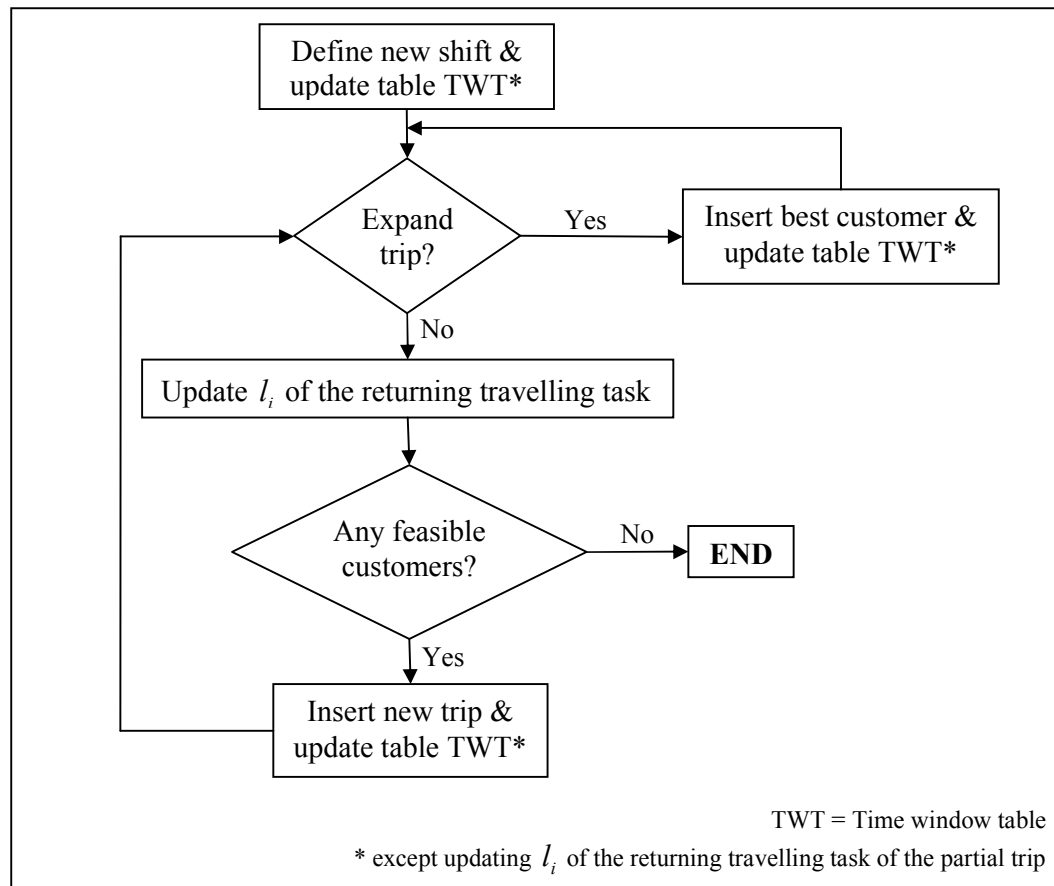 Define new shift &
update table TWT*
Expand
trip?
Yes
Insert best customer &
update table TWT*
No
Update l_i of the returning travelling task
Any feasible
customers?
No
END
Yes
Insert new trip &
update table TWT*
TWT = Time window table
* except updating l_i of the returning travelling task of the partial trip